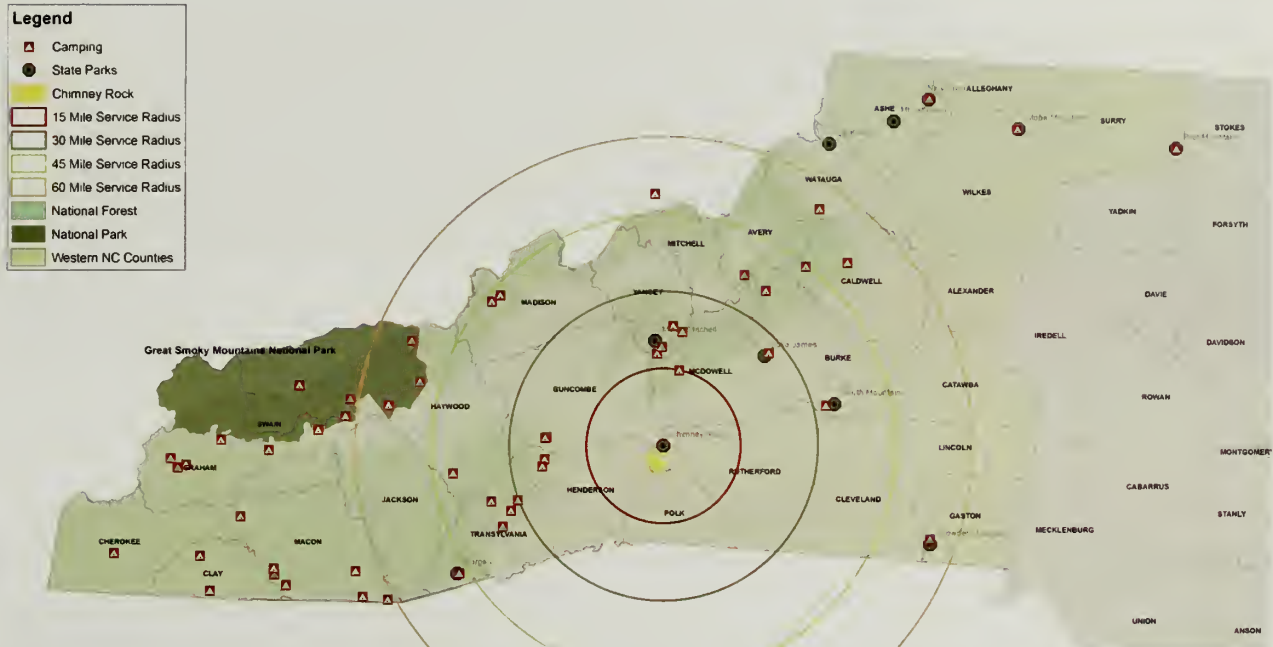 Legend
Camping
State Parks
Chimney Rock
15 Mile Service Radius
30 Mile Service Radius
45 Mile Service Radius
60 Mile Service Radius
National Forest
National Park
Western NC Counties
ALLEGHANY
ASHE
SURRY
STOKES
WATAUGA
WILKES
YADKIN
FORSYTH
AVERY
MITCHELL
CALDWELL
ALEXANDER
DAVIE
MADISON
YANCEY
IREDELL
DAVIDSON
Great Smoky Mountains National Park
BURKE
MCDOWELL
BUNCOMBE
CATAWBA
ROWAN
HAYWOOD
SWAIN
LINCOLN
MONTGOMERY
GRAHAM
RUTHERFORD
HENDERSON
CABARRUS
JACKSON
CLEVELAND
POLK
GASTON
STANLY
MECKLENBURG
TRANSYLVANIA
CHEROKEE
MACON
CLAY
UNION
ANSON